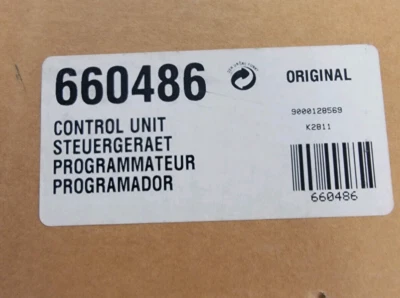 660486
ORIGINAL
9000128569
K2811
CONTROL UNIT
STEUERGERAET
PROGRAMMATEUR
PROGRAMADOR
660486